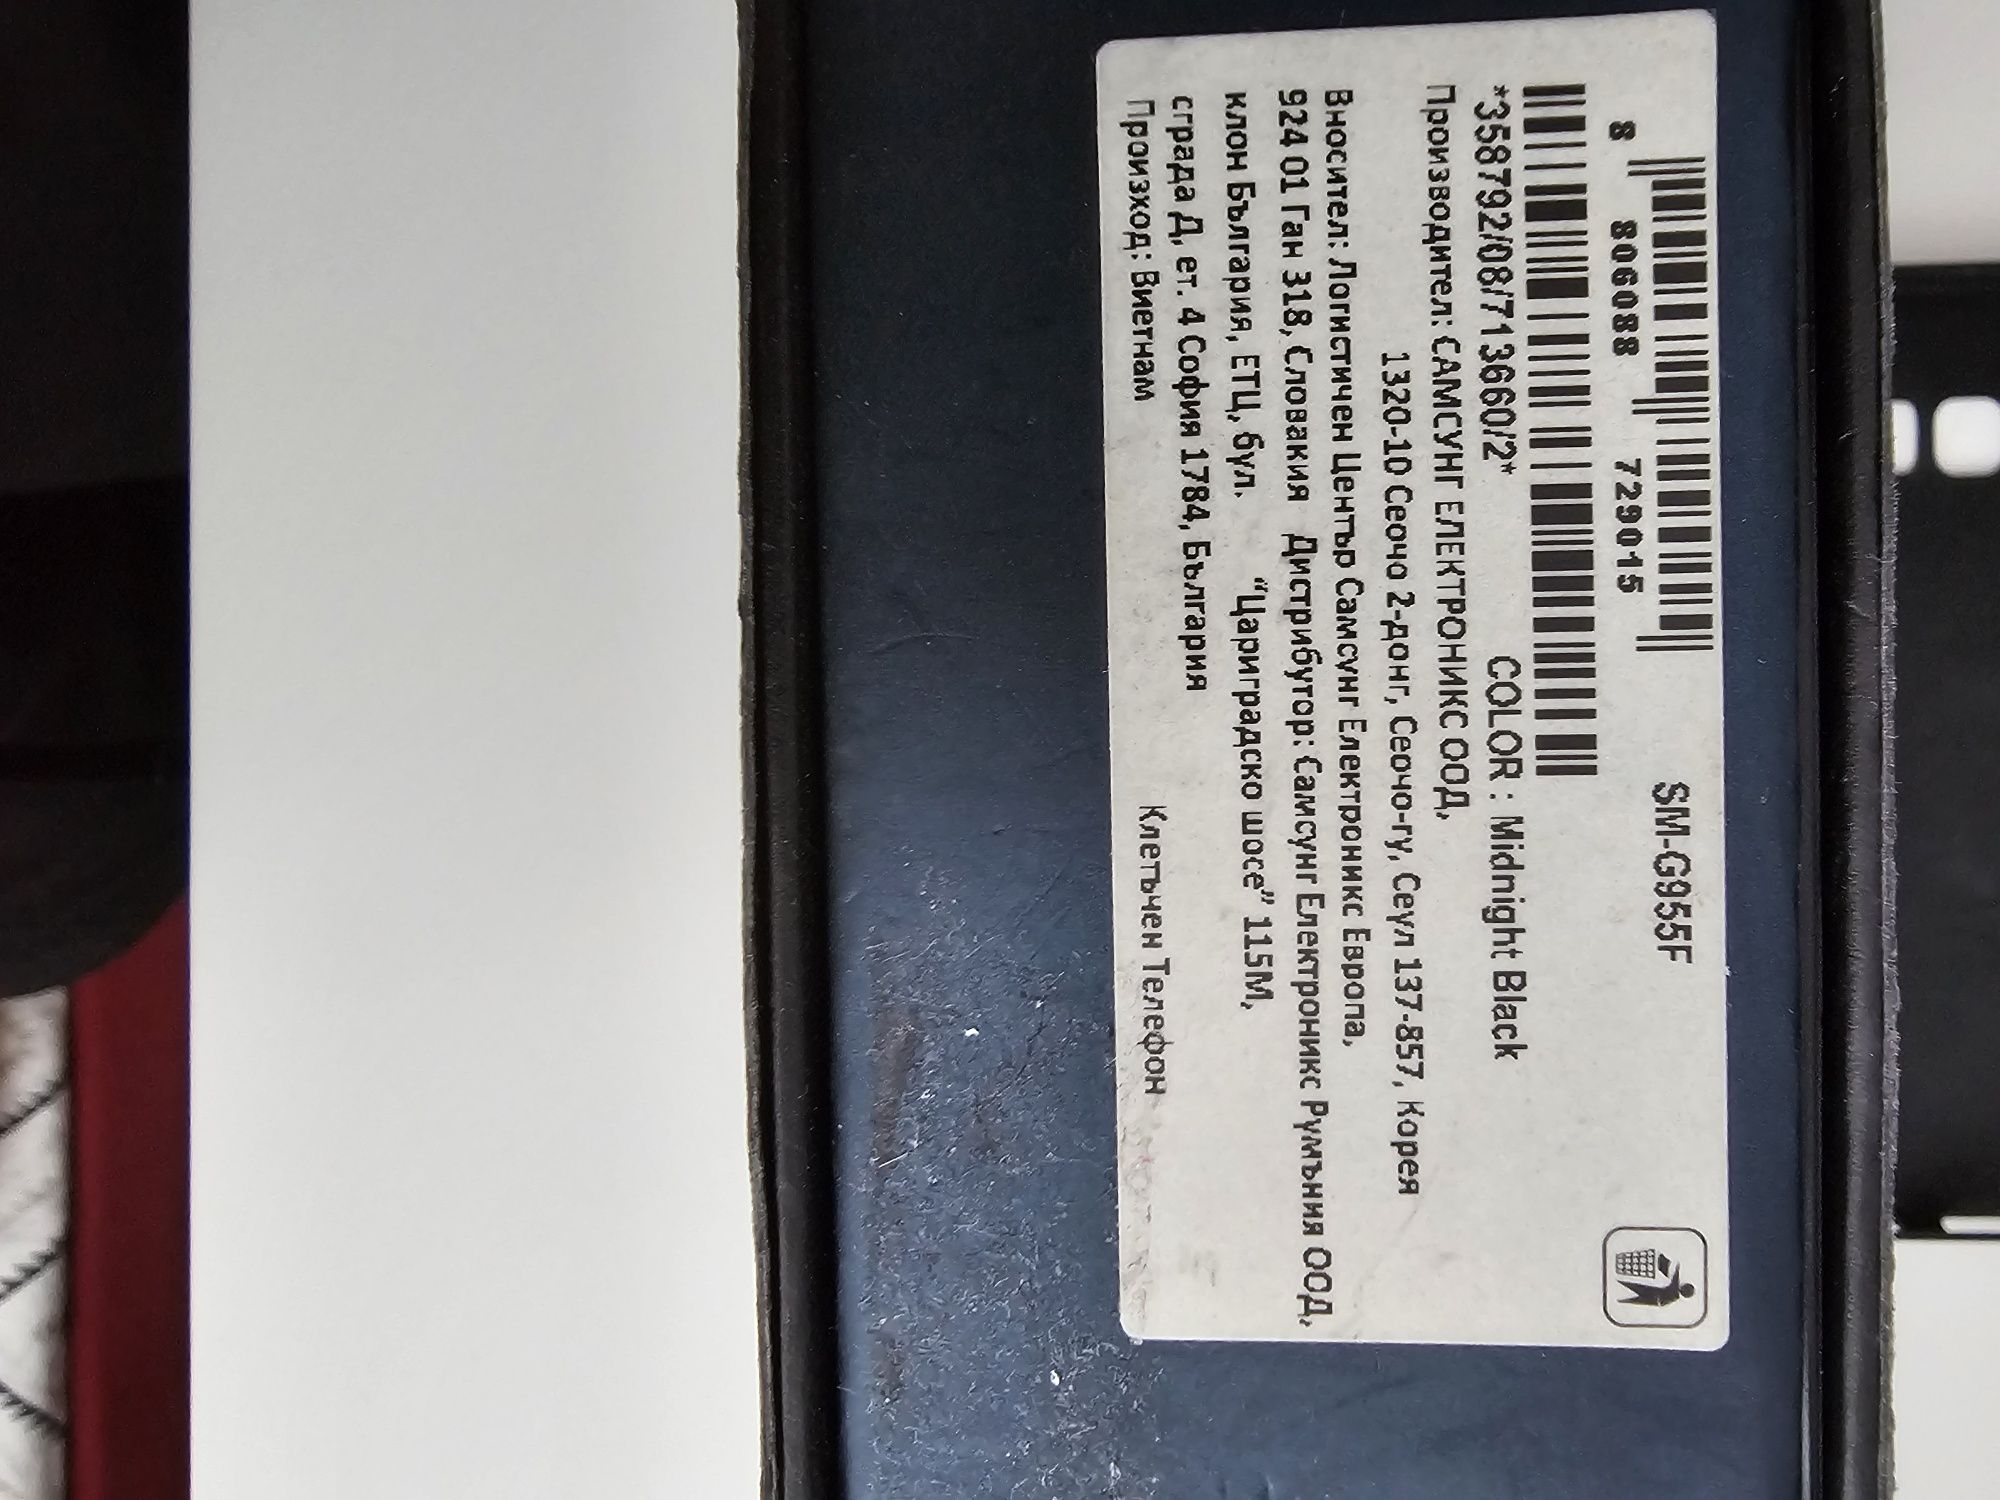 8 806088 729015
SM-G955F
*358792/08/713660/2*
COLOR : Midnight Black
Производител: САМСУНГ ЕЛЕКТРОНИКС ООД,
1320-10 Сеочо 2-донг, Сеочо-гу, Сеул 137-857, Корея
Вносител: Логистичен Център Самсунг Електроникс Европа,
924 01 Ган 318, Словакия Дистрибутор: Самсунг Електроникс Румъния ООД,
клон България, ЕТЦ, бул. “Цариградско шосе” 115М,
сграда Д, ет. 4 София 1784, България
Произход: Виетнам
Клетъчен Телефон